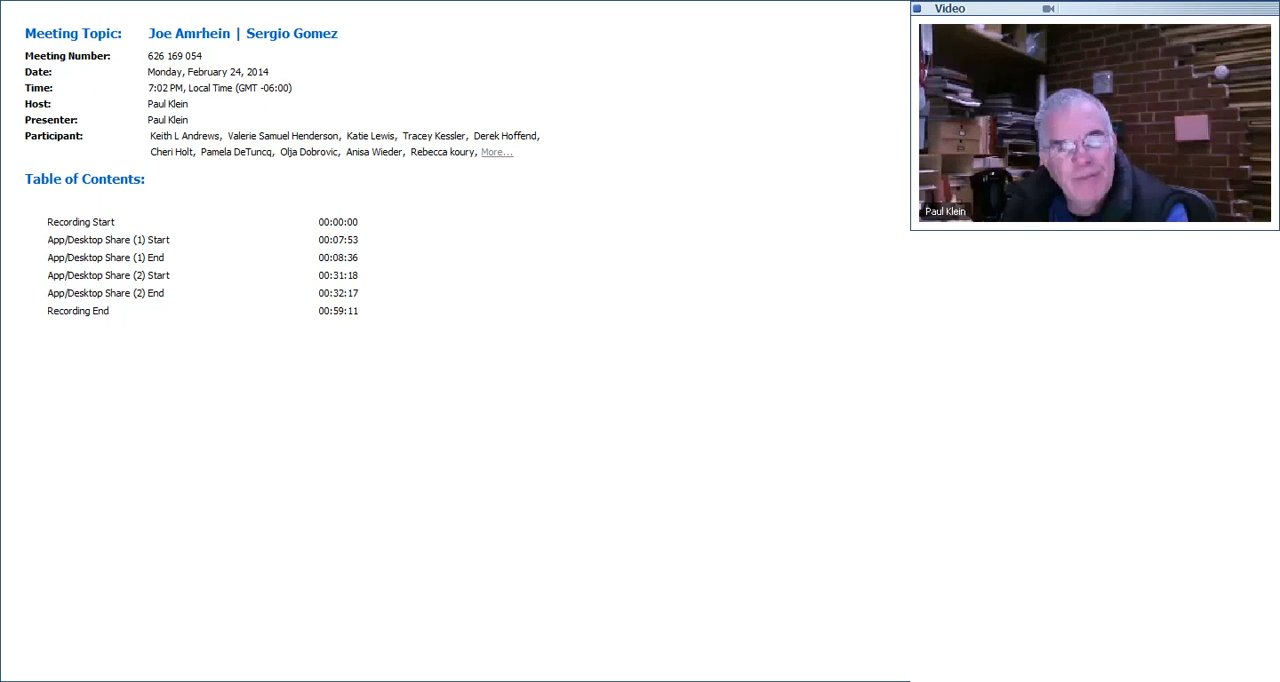 Meeting Topic: Joe Amrhein | Sergio Gomez
Meeting Number: 626 169 054
Date: Monday, February 24, 2014
Time: 7:02 PM, Local Time (GMT -06:00)
Host: Paul Klein
Presenter: Paul Klein
Participant: Keith L Andrews, Valerie Samuel Henderson, Katie Lewis, Tracey Kessler, Derek Hoffend,
Cheri Holt, Pamela DeTuncq, Olja Dobrovic, Anisa Wieder, Rebecca koury, More...
Table of Contents:
Recording Start 00:00:00
App/Desktop Share (1) Start 00:07:53
App/Desktop Share (1) End 00:08:36
App/Desktop Share (2) Start 00:31:18
App/Desktop Share (2) End 00:32:17
Recording End 00:59:11
Video
Paul Klein